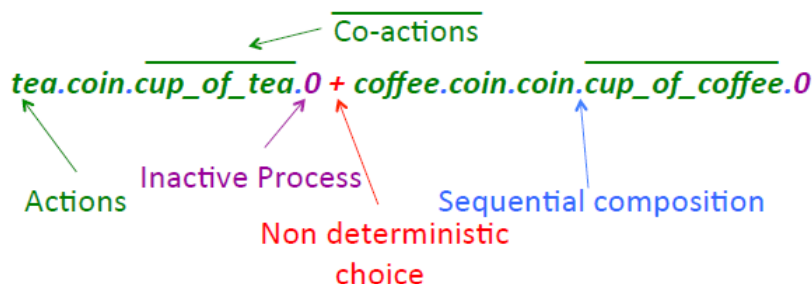 Co-actions
tea.coin.cup_of_tea.0 + coffee.coin.coin.cup_of_coffee.0
Inactive Process
Actions
Sequential composition
Non deterministic
choice